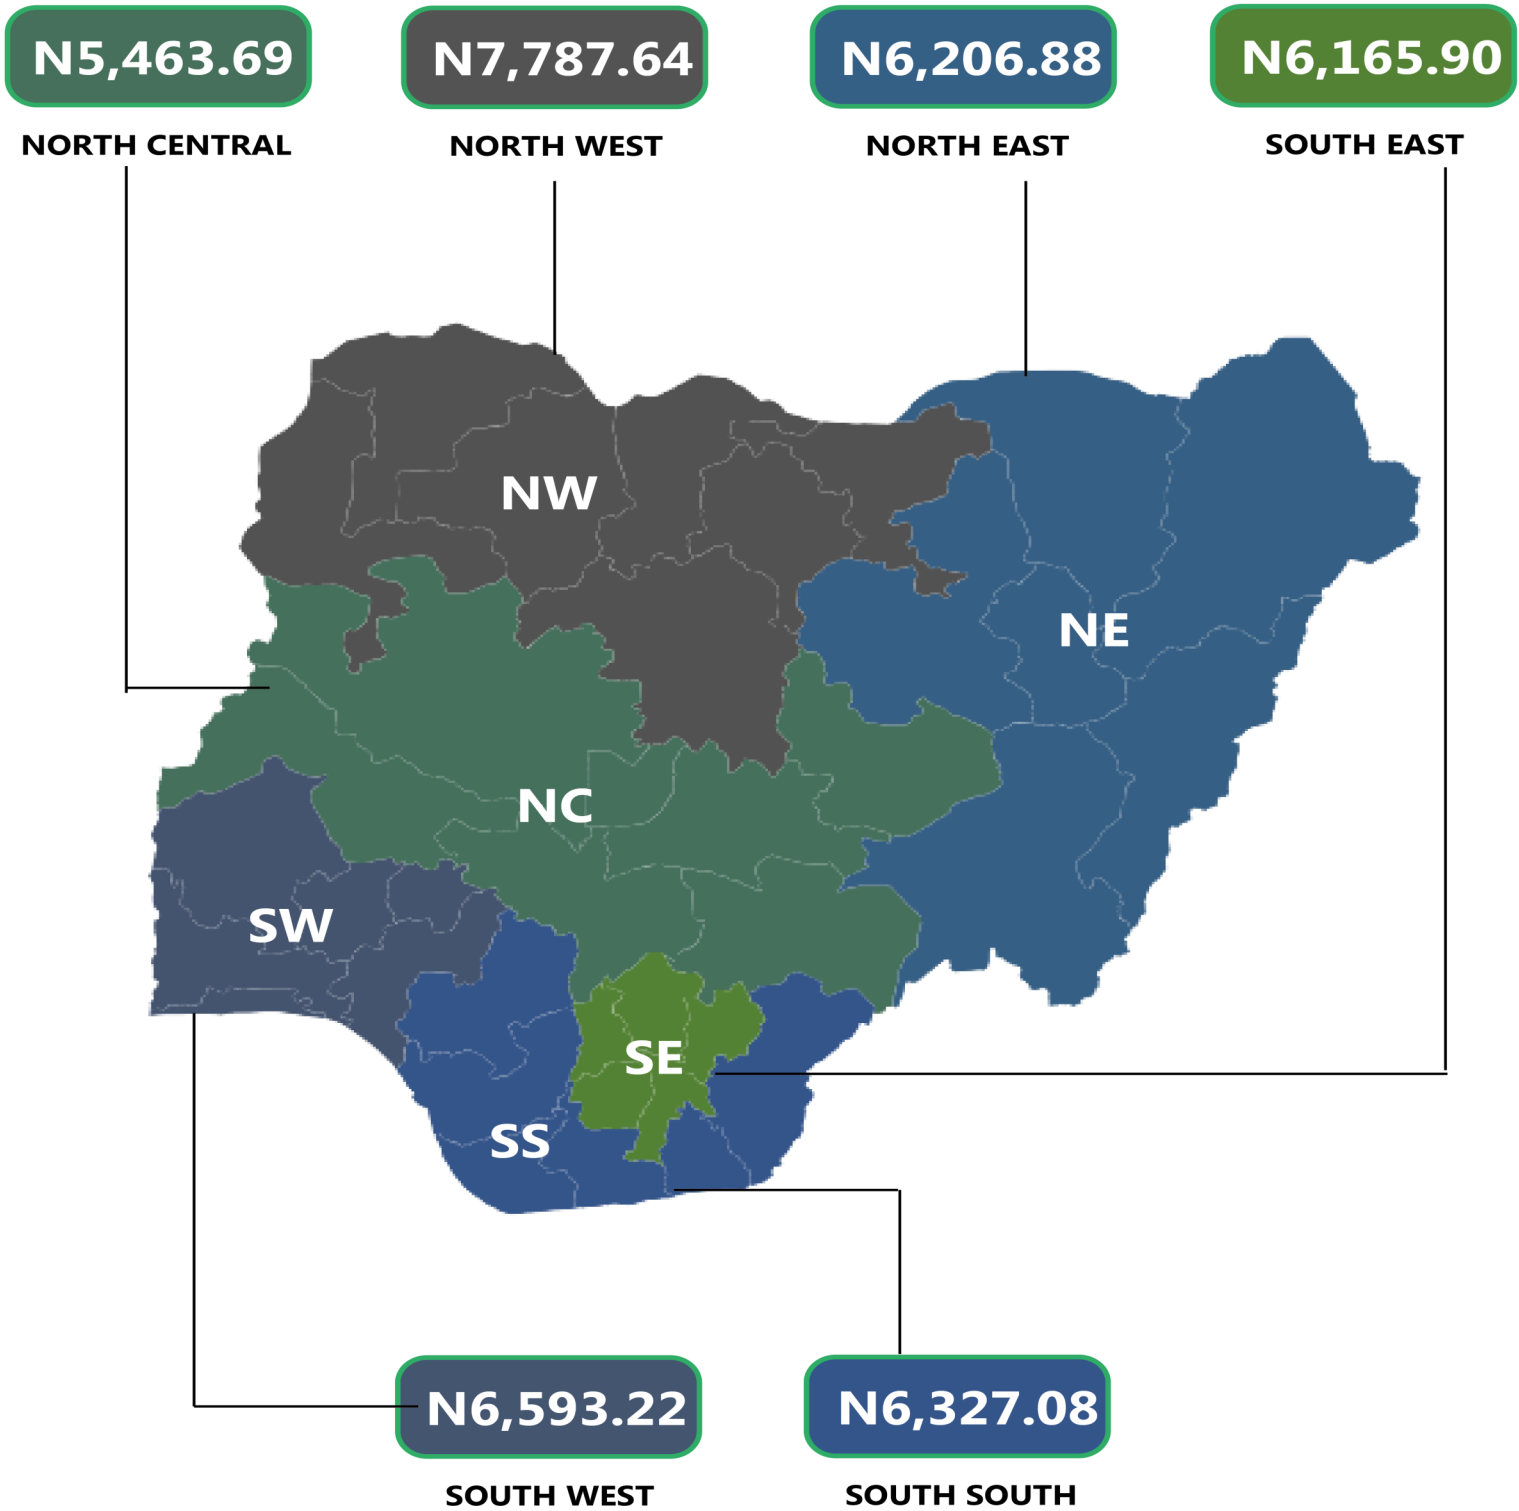 N5,463.69
N7,787.64
N6,206.88
N6,165.90
NORTH CENTRAL
NORTH WEST
NORTH EAST
SOUTH EAST
NW
NE
NC
SW
SE
SS
N6,593.22
N6,327.08
SOUTH WEST
SOUTH SOUTH